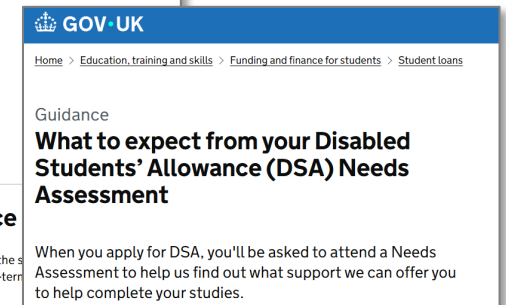 GOV·UK
Home > Education, training and skills > Funding and finance for students > Student loans
Guidance
What to expect from your Disabled
Students’ Allowance (DSA) Needs
Assessment
When you apply for DSA, you'll be asked to attend a Needs
Assessment to help us find out what support we can offer you
to help complete your studies.